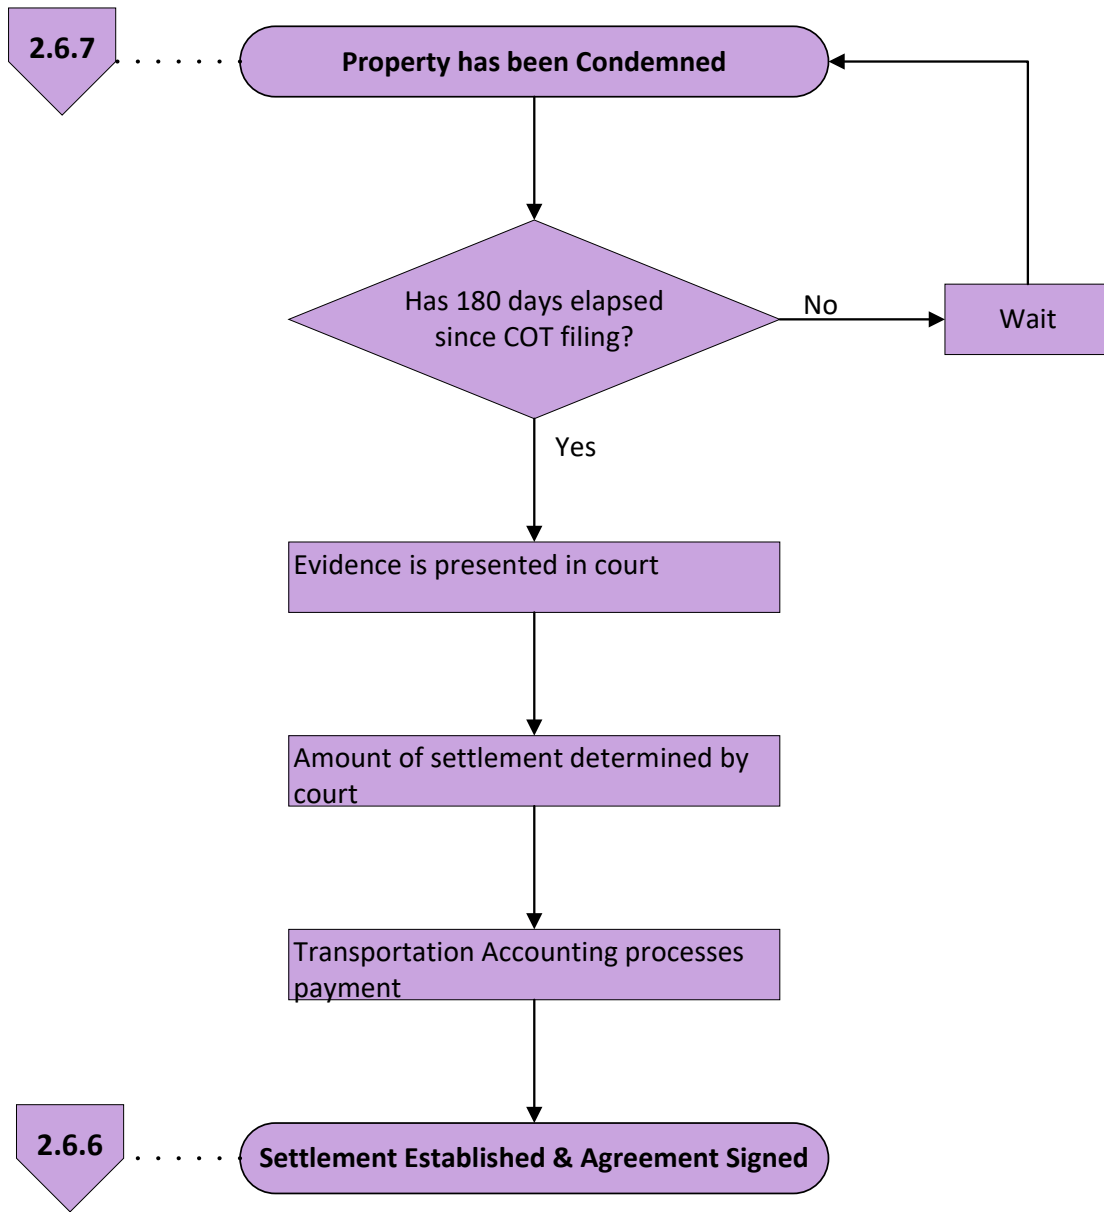 2.6.7
Property has been Condemned
Has 180 days elapsed
since COT filing?
No
Wait
Yes
Evidence is presented in court
Amount of settlement determined by
court
Transportation Accounting processes
payment
2.6.6
Settlement Established & Agreement Signed